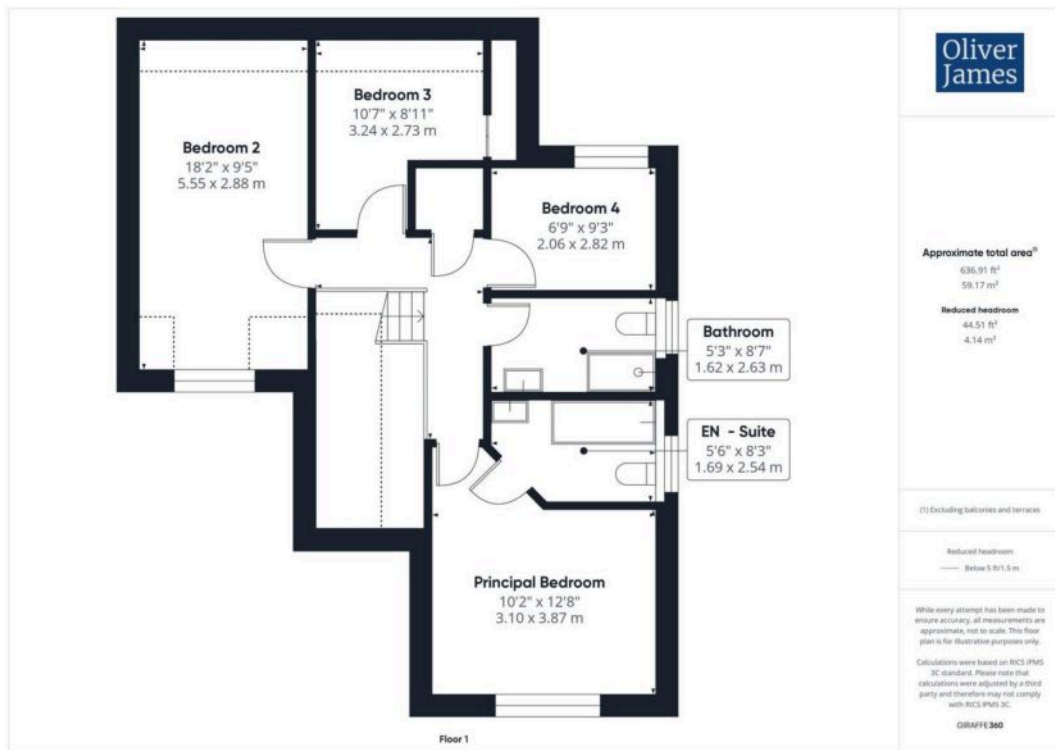 Bedroom 2
18'2" x 9'5"
5.55 x 2.88 m
Bedroom 3
10'7" x 8'11"
3.24 x 2.73 m
Bedroom 4
6'9" x 9'3"
2.06 x 2.82 m
Bathroom
5'3" x 8'7"
1.62 x 2.63 m
EN - Suite
5'6" x 8'3"
1.69 x 2.54 m
Principal Bedroom
10'2" x 12'8"
3.10 x 3.87 m
Floor 1
Oliver
James
Approximate total area⁽¹⁾
636.91 ft²
59.17 m²
Reduced headroom
44.51 ft²
4.14 m²
(1) Excluding balconies and terraces
Reduced headroom
Below 5 ft/1.5 m
While every attempt has been made to
ensure accuracy, all measurements are
approximate, not to scale. This floor
plan is for illustrative purposes only.
Calculations were based on RICS IPMS
3C standard. Please note that
calculations were adjusted by a third
party and therefore may not comply
with RICS IPMS 3C.
GIRAFFE360